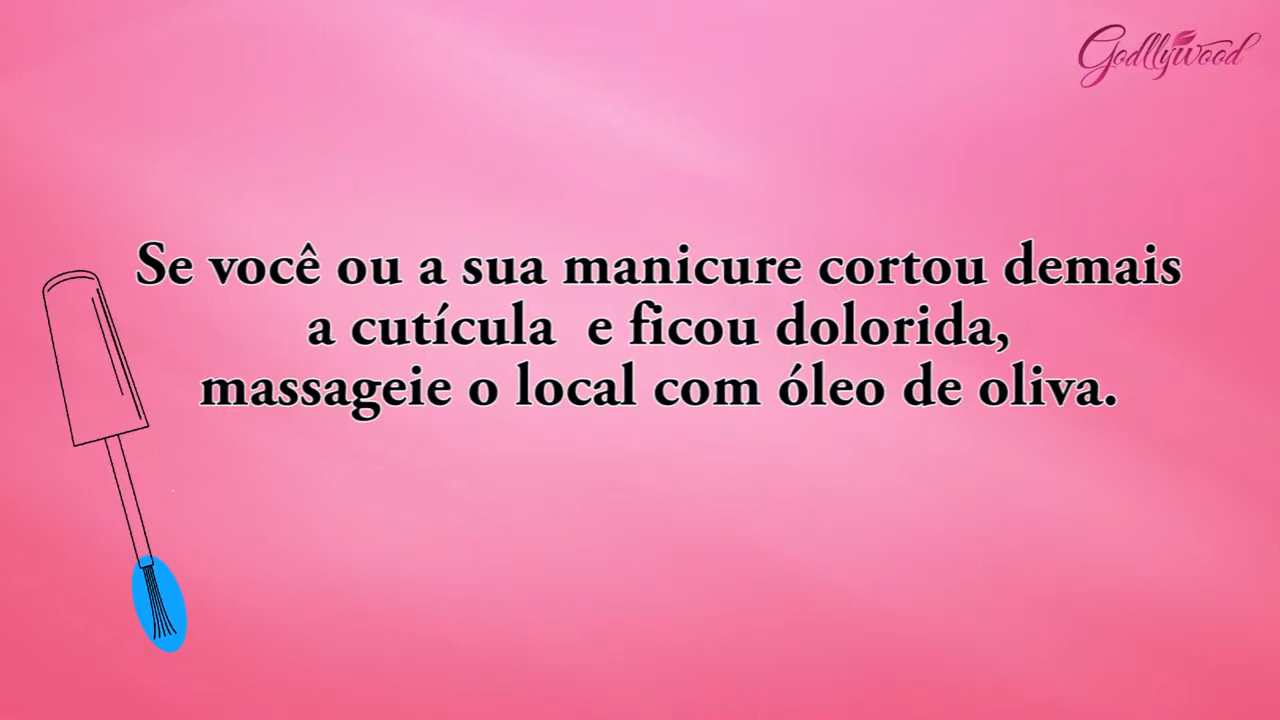 Godllywood
Se você ou a sua manicure cortou demais
a cutícula e ficou dolorida,
massageie o local com óleo de oliva.